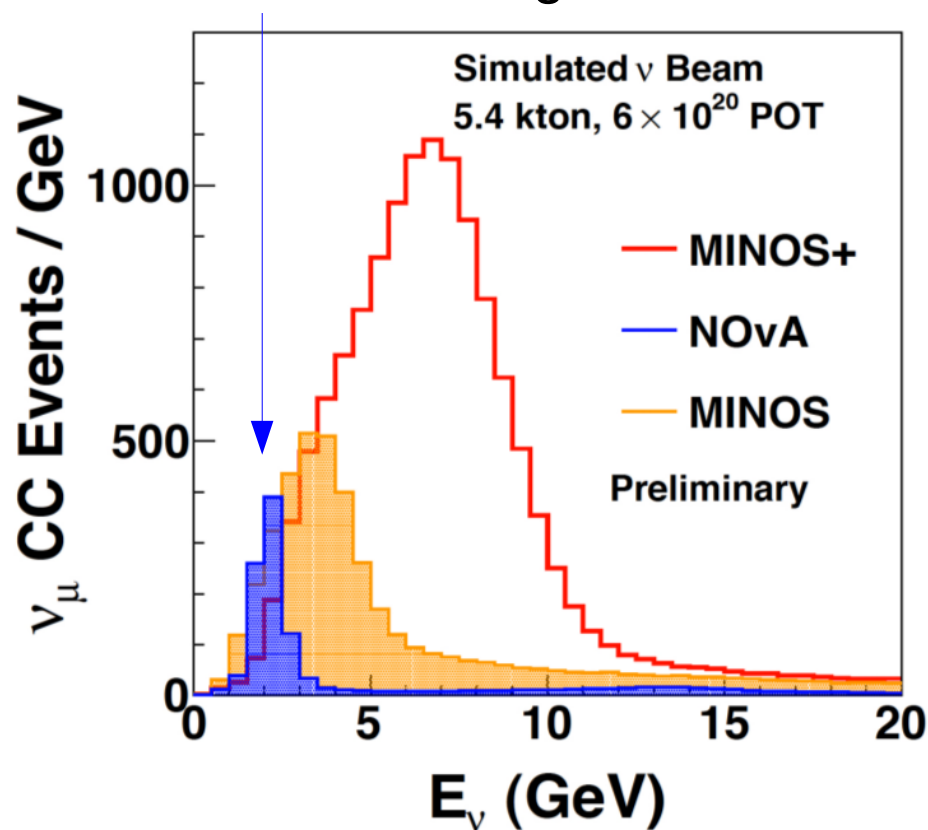 g
Simulated ν Beam
5.4 kton, 6 × 10²⁰ POT
ν_μ CC Events / GeV
1000
500
0
MINOS+
NOνA
MINOS
Preliminary
0 5 10 15 20
E_ν (GeV)